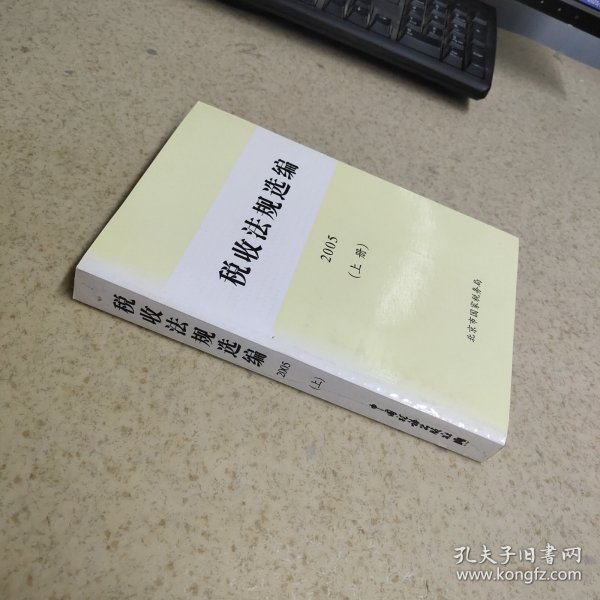 税收法规选编
2005
(上册)
北京市国家税务局
税收法规选编
2005
(上)
孔夫子旧书网
www.kongfz.com